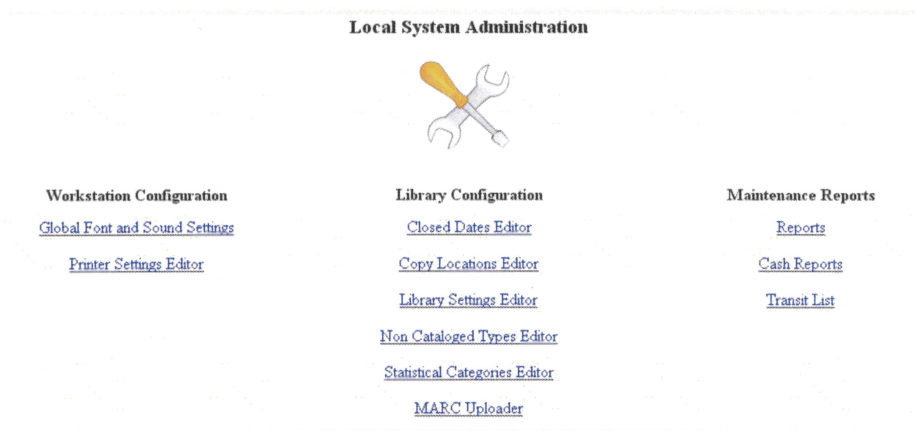 Local System Administration
Workstation Configuration
Global Font and Sound Settings
Printer Settings Editor
Library Configuration
Closed Dates Editor
Copy Locations Editor
Library Settings Editor
Non Cataloged Types Editor
Statistical Categories Editor
MARC Uploader
Maintenance Reports
Reports
Cash Reports
Transit List